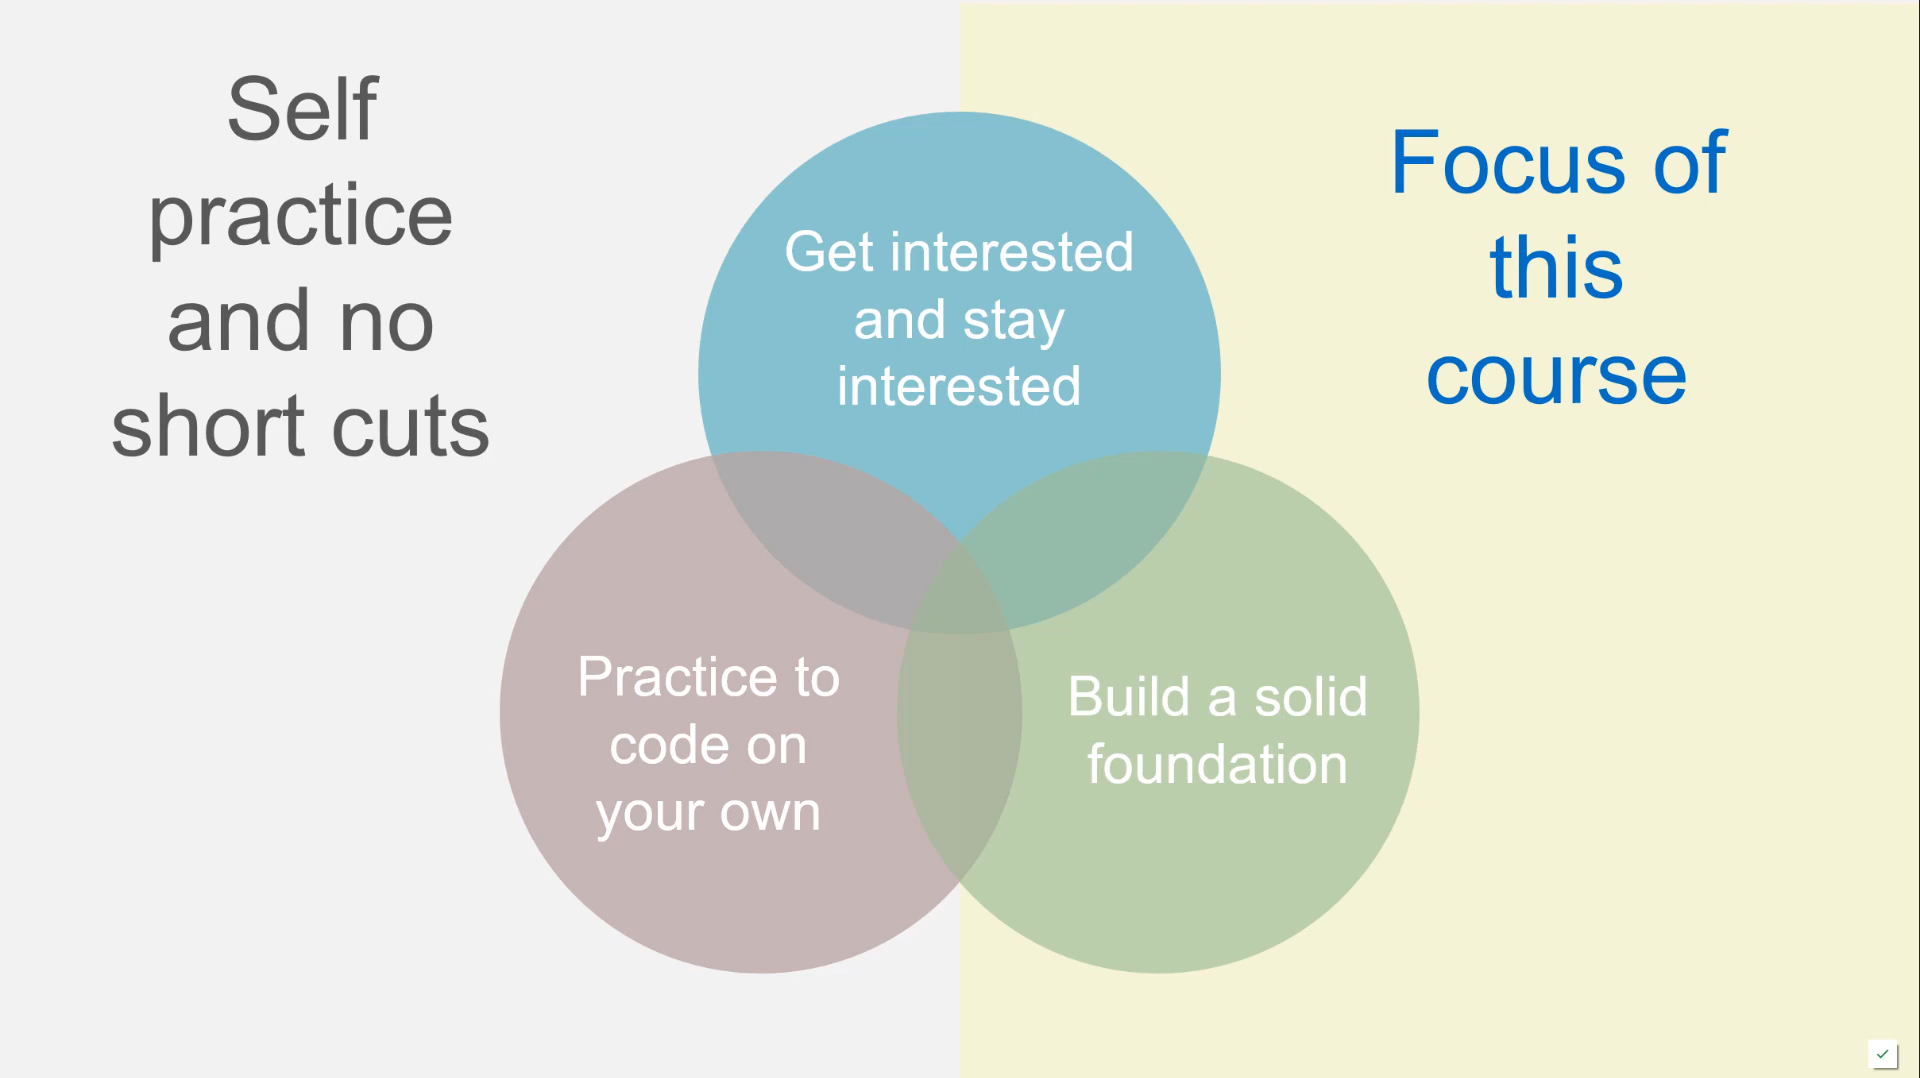 Self
practice
and no
short cuts
Focus of
this
course
Get interested
and stay
interested
Practice to
code on
your own
Build a solid
foundation